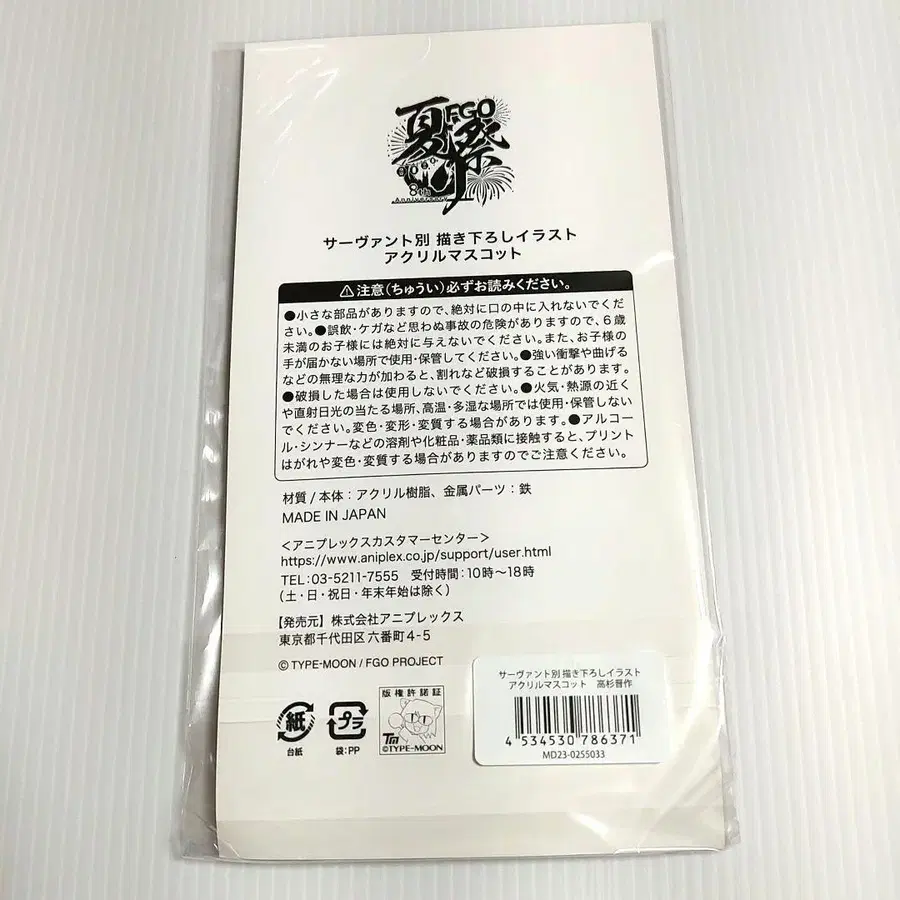 FGO
夏祭
8th
Anniversary
サーヴァント別 描き下ろしイラスト
アクリルマスコット
⚠注意(ちゅうい)必ずお読みください。
●小さな部品がありますので、絶対に口の中に入れないでくだ
さい。●誤飲・ケガなど思わぬ事故の危険がありますので、6歳
未満のお子様には絶対に与えないでください。また、お子様の
手が届かない場所で使用・保管してください。●強い衝撃や曲げる
などの無理な力が加わると、割れなど破損することがあります。
●破損した場合は使用しないでください。●火気・熱源の近く
や直射日光の当たる場所、高温・多湿な場所では使用・保管しない
でください。変色・変形・変質する場合があります。●アルコー
ル・シンナーなどの溶剤や化粧品・薬品類に接触すると、プリント
はがれや変色・変質する場合がありますのでご注意ください。
材質/本体:アクリル樹脂、金属パーツ:鉄
MADE IN JAPAN
<アニプレックスカスタマーセンター>
https://www.aniplex.co.jp/support/user.html
TEL:03-5211-7555 受付時間:10時~18時
(土・日・祝日・年末年始は除く)
【発売元】株式会社アニプレックス
東京都千代田区六番町4-5
©TYPE-MOON / FGO PROJECT
紙
台紙
プラ
袋:PP
版権許諾証
TM
©TYPE-MOON
サーヴァント別 描き下ろしイラスト
アクリルマスコット 高杉晋作
4 534530 786371
MD23-0255033